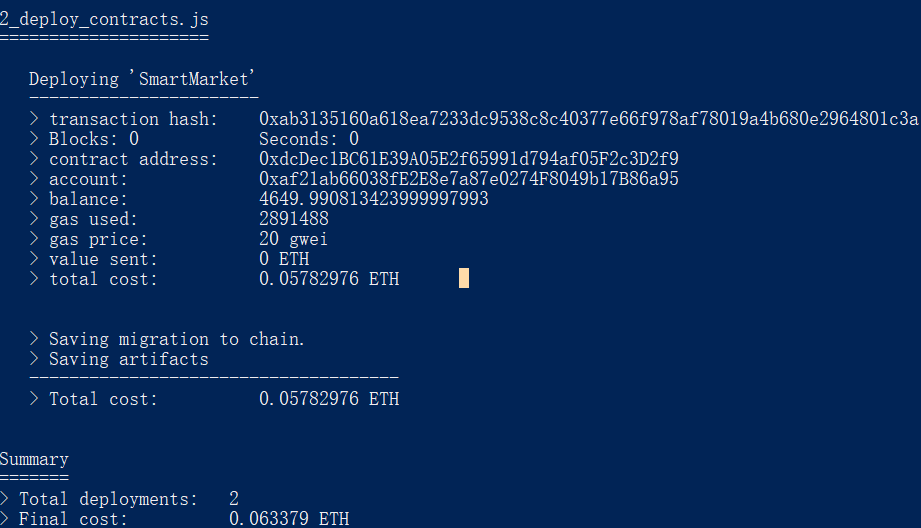 2_deploy_contracts.js
=====================
Deploying 'SmartMarket'
-----------------------
> transaction hash: 0xab3135160a618ea7233dc9538c8c40377e66f978af78019a4b680e2964801c3a
> Blocks: 0 Seconds: 0
> contract address: 0xdcDec1BC61E39A05E2f65991d794af05F2c3D2f9
> account: 0xaf21ab66038fE2E8e7a87e0274F8049b17B86a95
> balance: 4649.990813423999997993
> gas used: 2891488
> gas price: 20 gwei
> value sent: 0 ETH
> total cost: 0.05782976 ETH
> Saving migration to chain.
> Saving artifacts
-------------------------------------
> Total cost: 0.05782976 ETH
Summary
=======
> Total deployments: 2
> Final cost: 0.063379 ETH